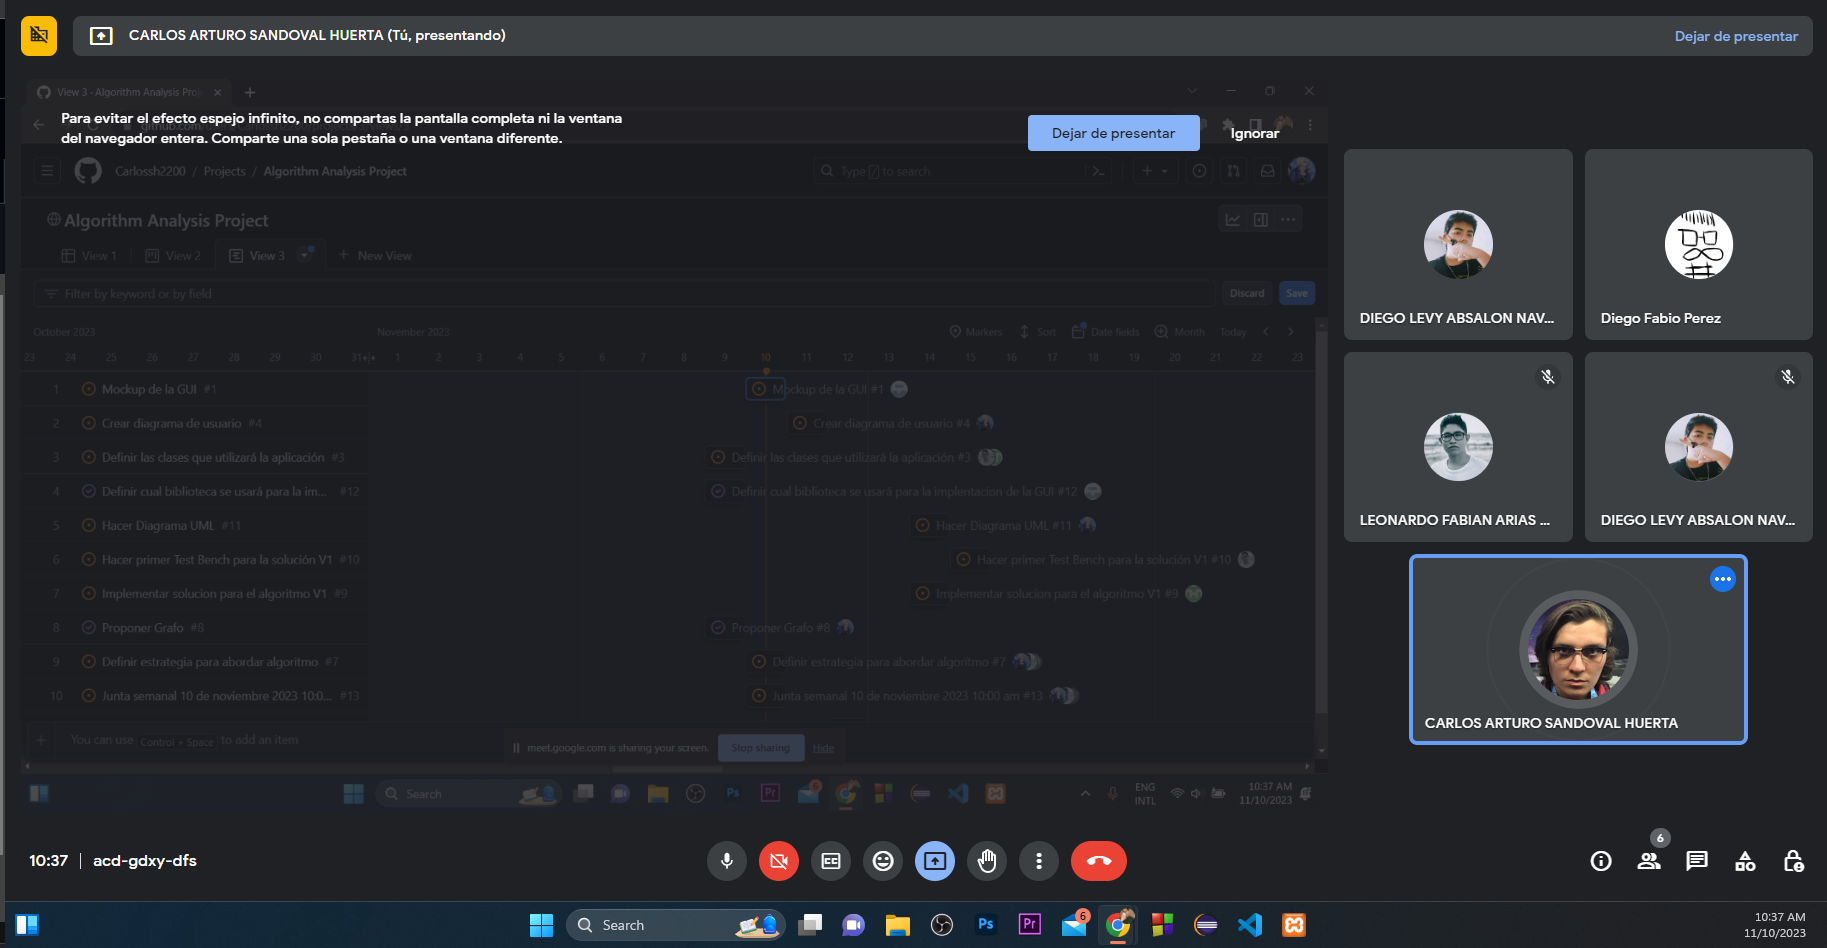 CARLOS ARTURO SANDOVAL HUERTA (Tú, presentando)
Dejar de presentar
View 3 - Algorithm Analysis Proj
Para evitar el efecto espejo infinito, no compartas la pantalla completa ni la ventana
del navegador entera. Comparte una sola pestaña o una ventana diferente.
Dejar de presentar
Ignorar
Carlossh2200 / Projects / Algorithm Analysis Project
Type / to search
Algorithm Analysis Project
View 1
View 2
View 3
New View
Filter by keyword or by field
Discard
Save
October 2023
November 2023
Markers
Sort
Date fields
Month
Today
23 24 25 26 27 28 29 30 31 1 2 3 4 5 6 7 8 9 10 11 12 13 14 15 16 17 18 19 20 21 22 23
1 Mockup de la GUI #1
Mockup de la GUI #1
2 Crear diagrama de usuario #4
Crear diagrama de usuario #4
3 Definir las clases que utilizará la aplicación #3
Definir las clases que utilizará la aplicación #3
4 Definir cual biblioteca se usará para la im... #12
Definir cual biblioteca se usará para la implentacion de la GUI #12
5 Hacer Diagrama UML #11
Hacer Diagrama UML #11
6 Hacer primer Test Bench para la solución V1 #10
Hacer primer Test Bench para la solución V1 #10
7 Implementar solucion para el algoritmo V1 #9
Implementar solucion para el algoritmo V1 #9
8 Proponer Grafo #8
Proponer Grafo #8
9 Definir estrategia para abordar algoritmo #7
Definir estrategia para abordar algoritmo #7
10 Junta semanal 10 de noviembre 2023 10:0... #13
Junta semanal 10 de noviembre 2023 10:00 am #13
You can use Control + Space to add an item
meet.google.com is sharing your screen.
Stop sharing
Hide
Search
Ps
Pr
ENG
INTL
10:37 AM
11/10/2023
DIEGO LEVY ABSALON NAV...
Diego Fabio Perez
LEONARDO FABIAN ARIAS ...
DIEGO LEVY ABSALON NAV...
CARLOS ARTURO SANDOVAL HUERTA
10:37 | acd-gdxy-dfs
CC
6
Search
Ps
Pr
6
10:37 AM
11/10/2023